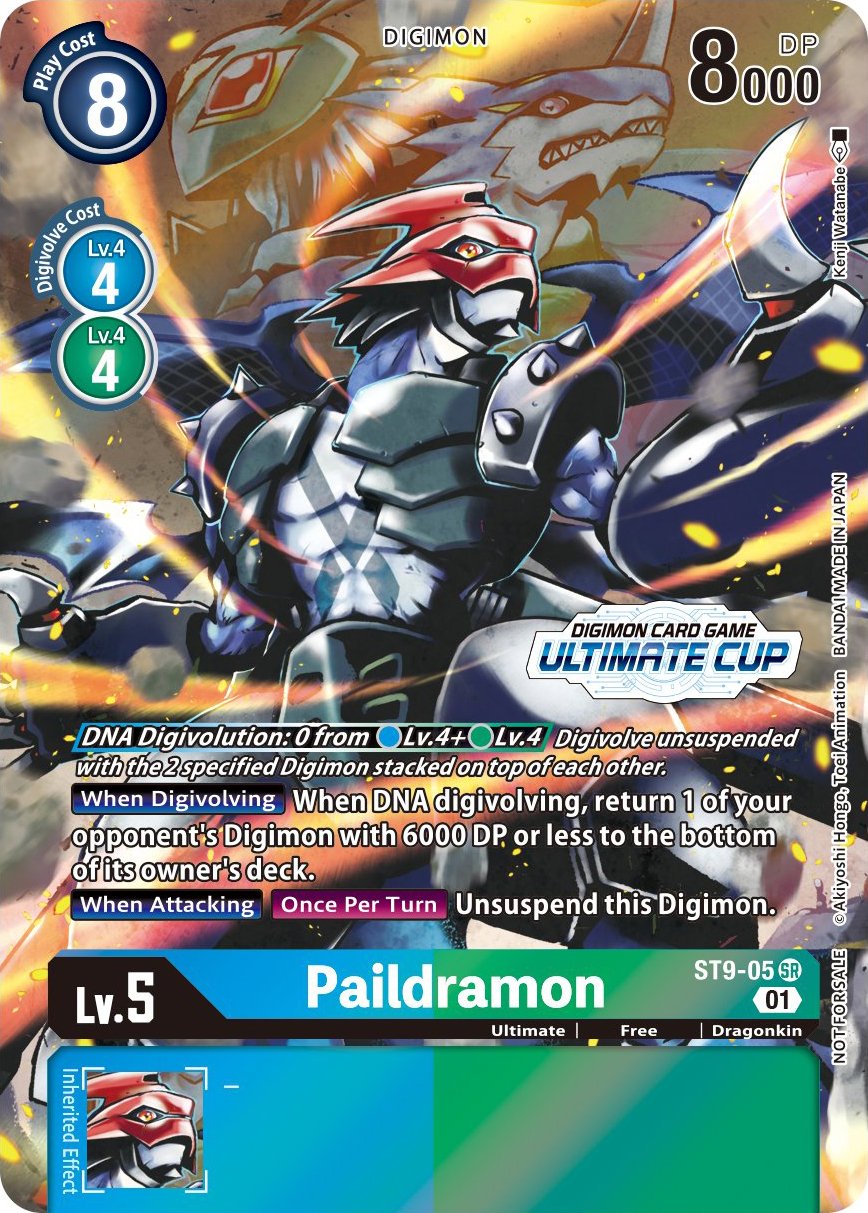 DIGIMON
Play Cost
8
DP
8000
Digivolve Cost
Lv.4
4
Lv.4
4
Kenji Watanabe
DIGIMON CARD GAME
ULTIMATE CUP
DNA Digivolution: 0 from Lv.4+ Lv.4 Digivolve unsuspended
with the 2 specified Digimon stacked on top of each other.
When Digivolving When DNA digivolving, return 1 of your
opponent's Digimon with 6000 DP or less to the bottom
of its owner's deck.
When Attacking Once Per Turn Unsuspend this Digimon.
Lv.5
Paildramon
ST9-05 SR
01
Ultimate | Free | Dragonkin
NOT FOR SALE ©Akiyoshi Hongo, Toei Animation BANDAI MADE IN JAPAN
Inherited Effect
–